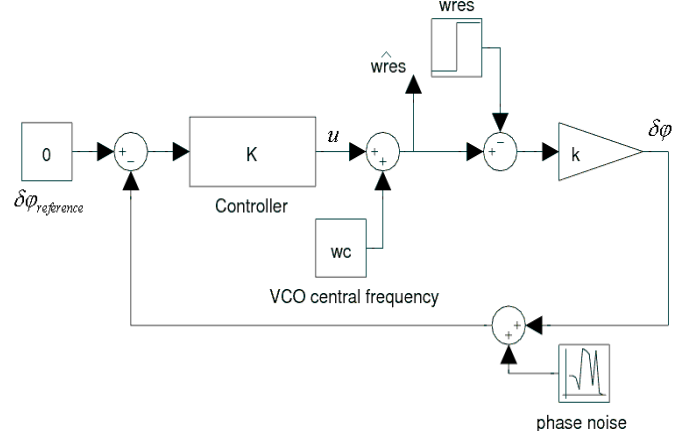 wres
^
wres
δφ
u
0
K
k
δφreference
Controller
wc
VCO central frequency
phase noise